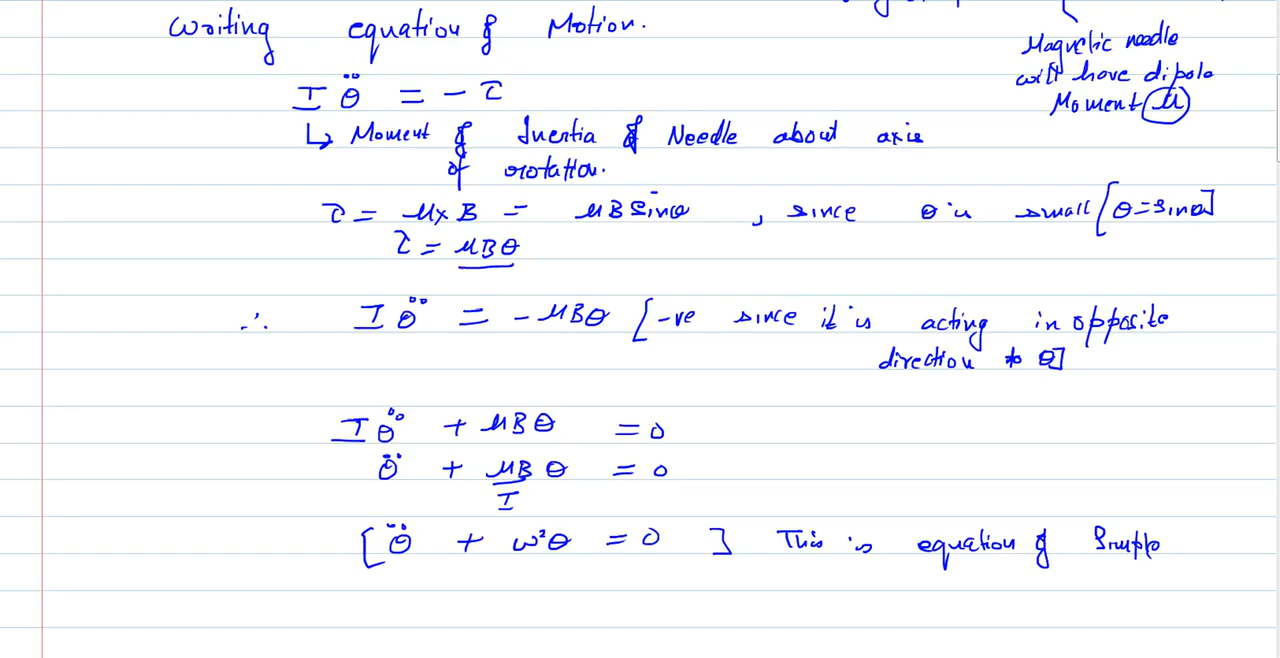 Writing equation of Motion.
Magnetic needle
will have dipole
Moment (μ)
I θ̈ = - τ
↳ Moment of Inertia of Needle about axis
of rotation.
τ = μ × B = μ B sinθ , since θ is small [θ = sinθ]
τ = μBθ
∴ I θ̈ = - μBθ [-ve since it is acting in opposite
direction to θ]
I θ̈ + μBθ = 0
θ̈ + μB/I θ = 0
[ θ̈ + ω²θ = 0 ] This is equation of Simple